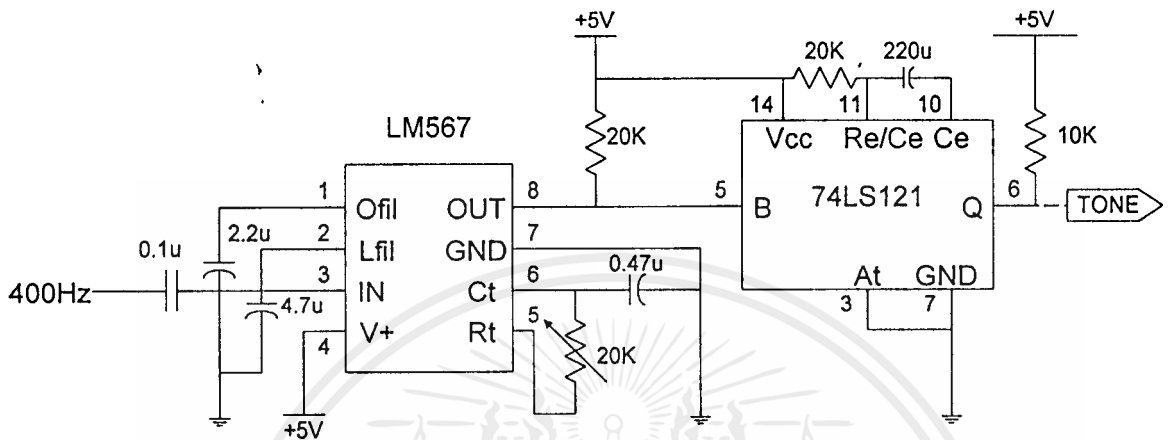 +5V
+5V
20K
220u
14
11
10
LM567
20K
Vcc
Re/Ce
Ce
10K
1
8
5
74LS121
6
Ofil
OUT
B
Q
TONE
2.2u
2
7
0.1u
Lfil
GND
0.47u
At
GND
3
6
3
7
400Hz
4.7u
IN
Ct
5
V+
Rt
20K
4
+5V